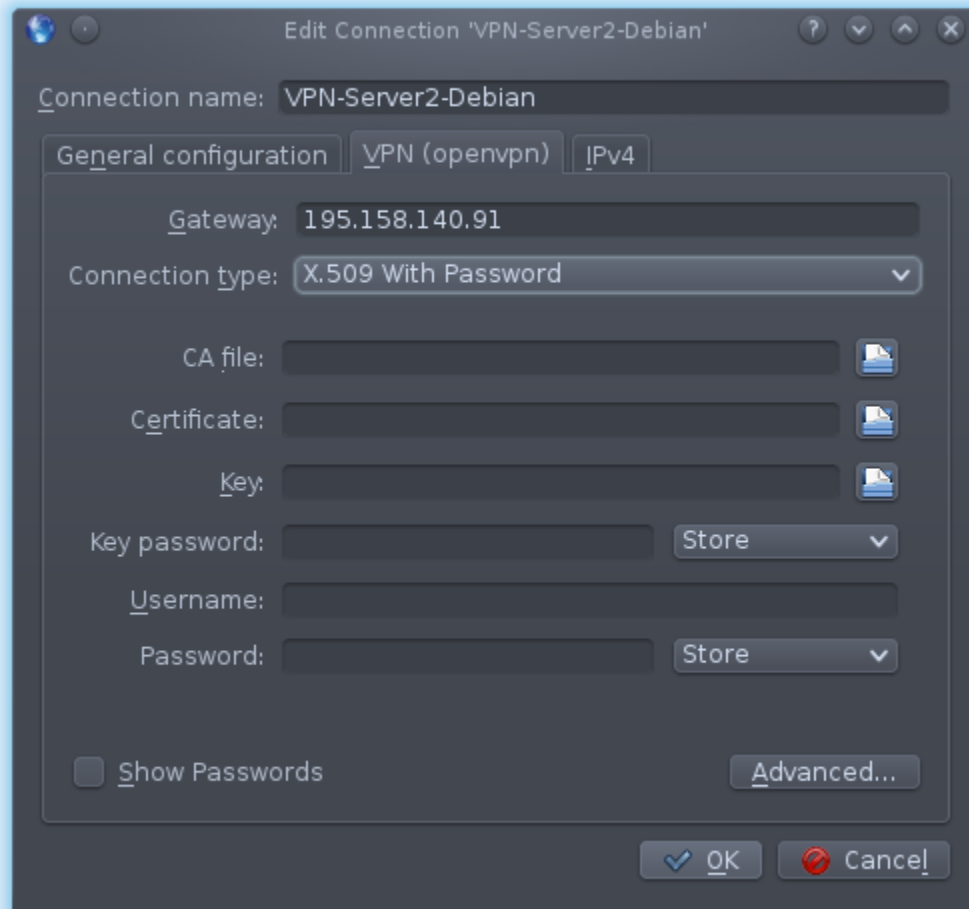 Edit Connection 'VPN-Server2-Debian'
Connection name: VPN-Server2-Debian
General configuration VPN (openvpn) IPv4
Gateway: 195.158.140.91
Connection type: X.509 With Password
CA file:
Certificate:
Key:
Key password: Store
Username:
Password: Store
Show Passwords Advanced...
OK Cancel